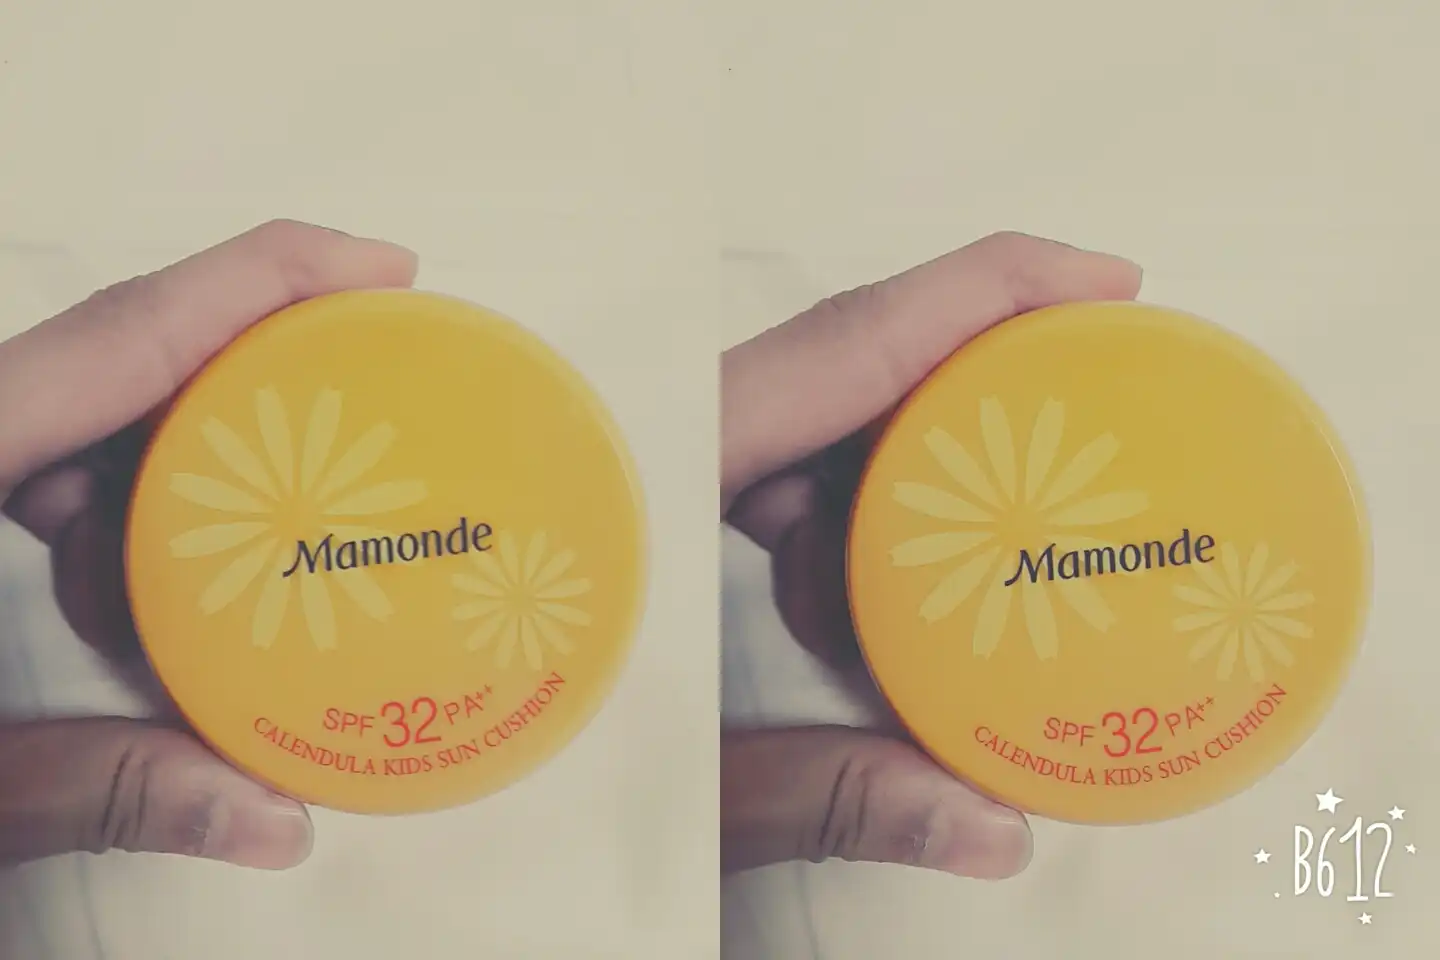 Mamonde
SPF 32 PA++
CALENDULA KIDS SUN CUSHION
Mamonde
SPF 32 PA++
CALENDULA KIDS SUN CUSHION
B612